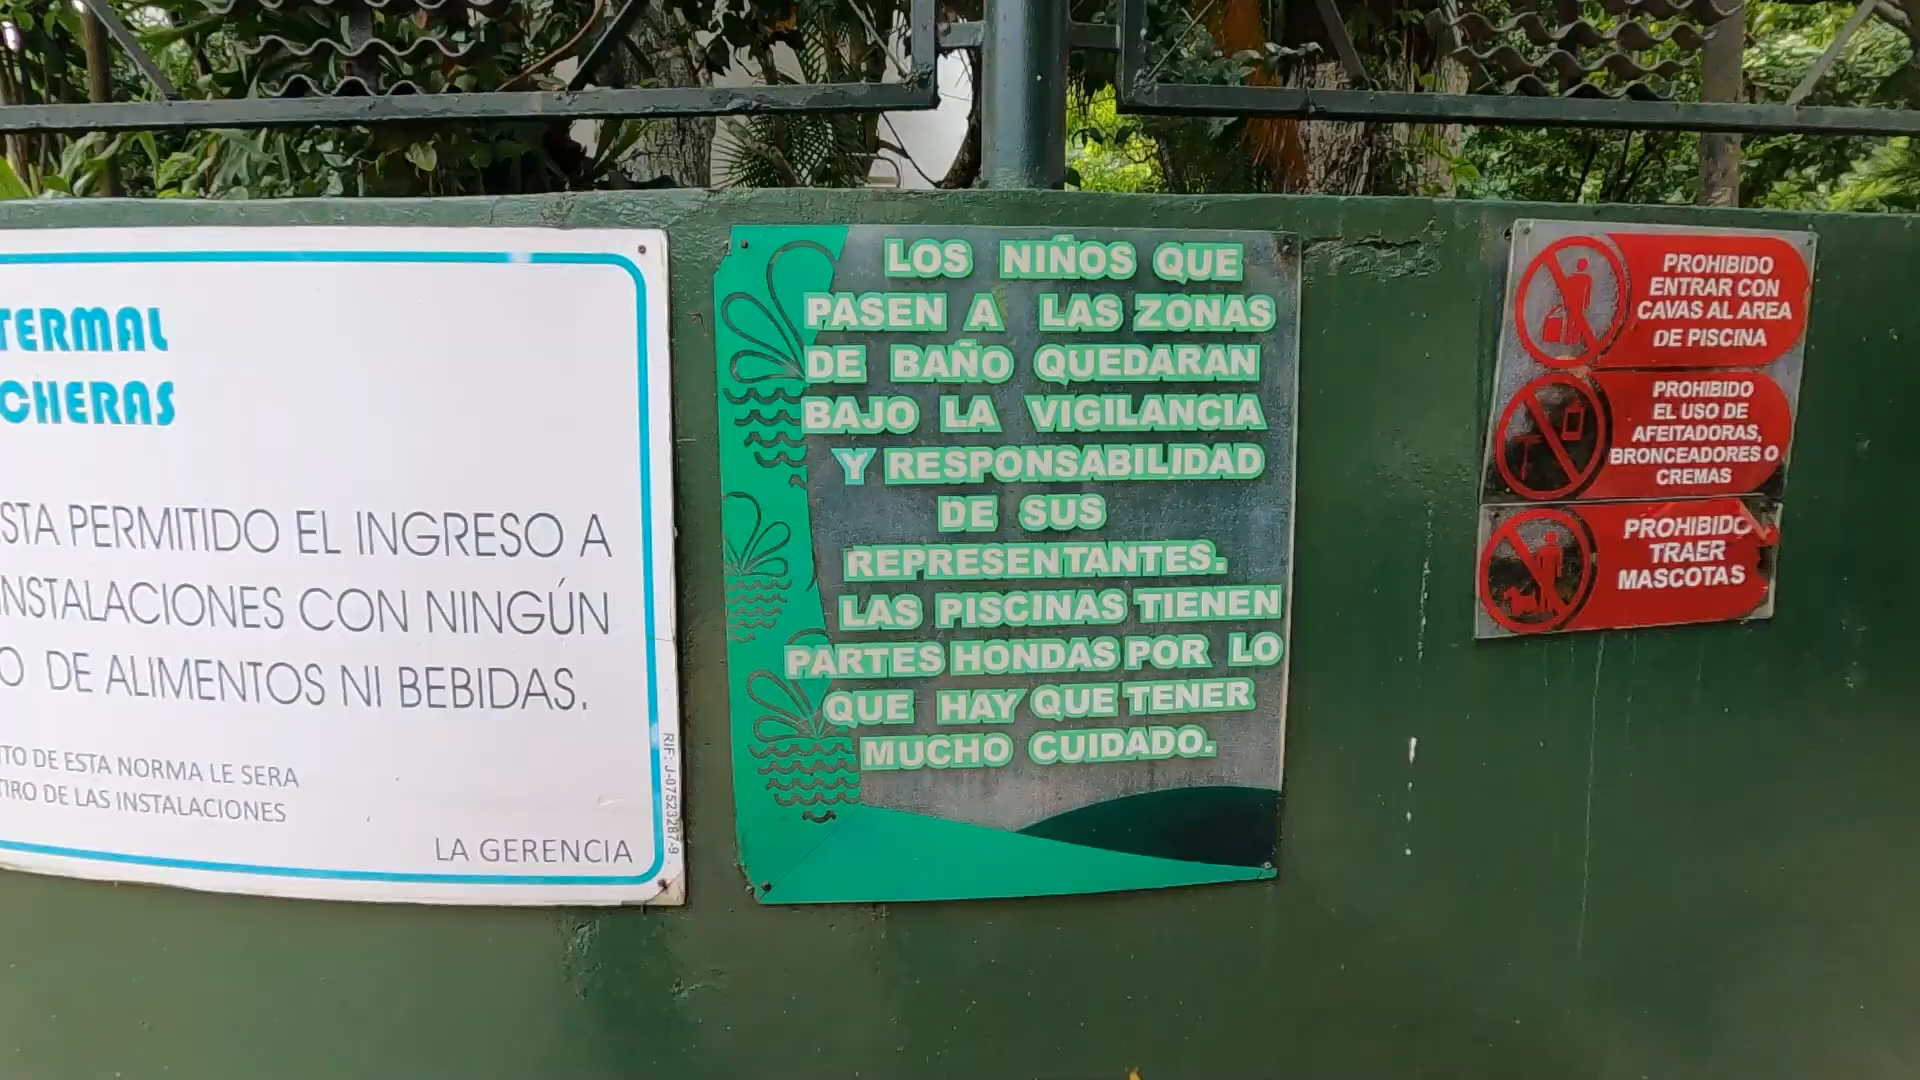 TERMAL
CHERAS
STA PERMITIDO EL INGRESO A
INSTALACIONES CON NINGÚN
O DE ALIMENTOS NI BEBIDAS.
TO DE ESTA NORMA LE SERA
TIRO DE LAS INSTALACIONES
LA GERENCIA
RIF: J-07523287-9
LOS NIÑOS QUE
PASEN A LAS ZONAS
DE BAÑO QUEDARAN
BAJO LA VIGILANCIA
Y RESPONSABILIDAD
DE SUS
REPRESENTANTES.
LAS PISCINAS TIENEN
PARTES HONDAS POR LO
QUE HAY QUE TENER
MUCHO CUIDADO.
PROHIBIDO
ENTRAR CON
CAVAS AL AREA
DE PISCINA
PROHIBIDO
EL USO DE
AFEITADORAS,
BRONCEADORES O
CREMAS
PROHIBIDO
TRAER
MASCOTAS